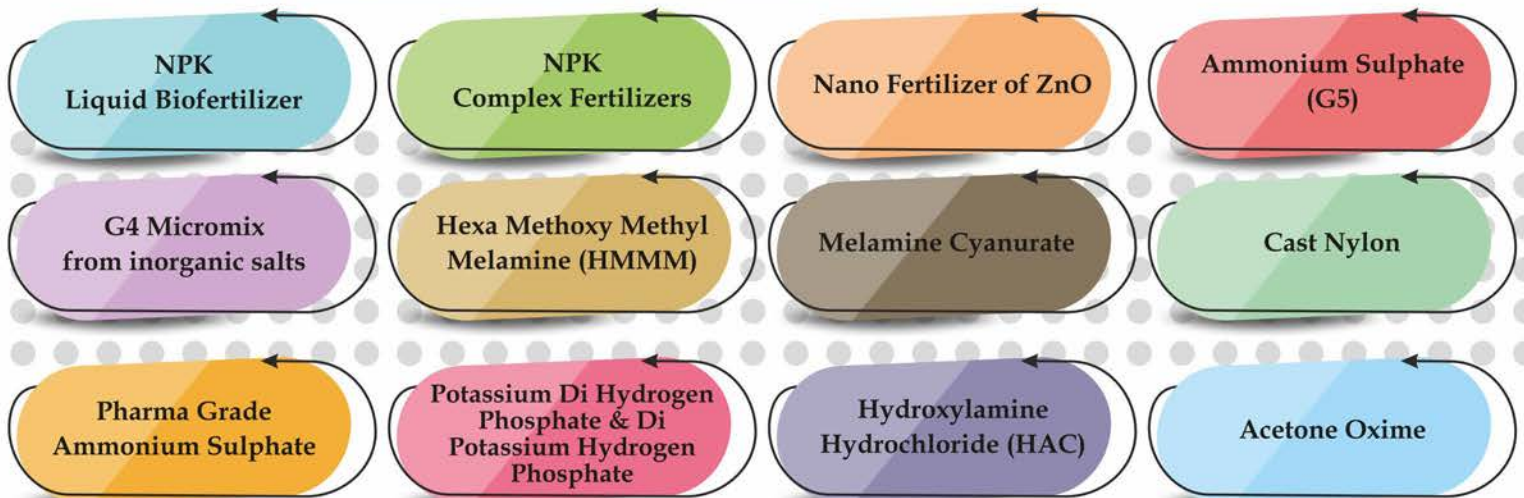 NPK
Liquid Biofertilizer
NPK
Complex Fertilizers
Nano Fertilizer of ZnO
Ammonium Sulphate
(G5)
G4 Micromix
from inorganic salts
Hexa Methoxy Methyl
Melamine (HMMM)
Melamine Cyanurate
Cast Nylon
Pharma Grade
Ammonium Sulphate
Potassium Di Hydrogen
Phosphate & Di
Potassium Hydrogen
Phosphate
Hydroxylamine
Hydrochloride (HAC)
Acetone Oxime